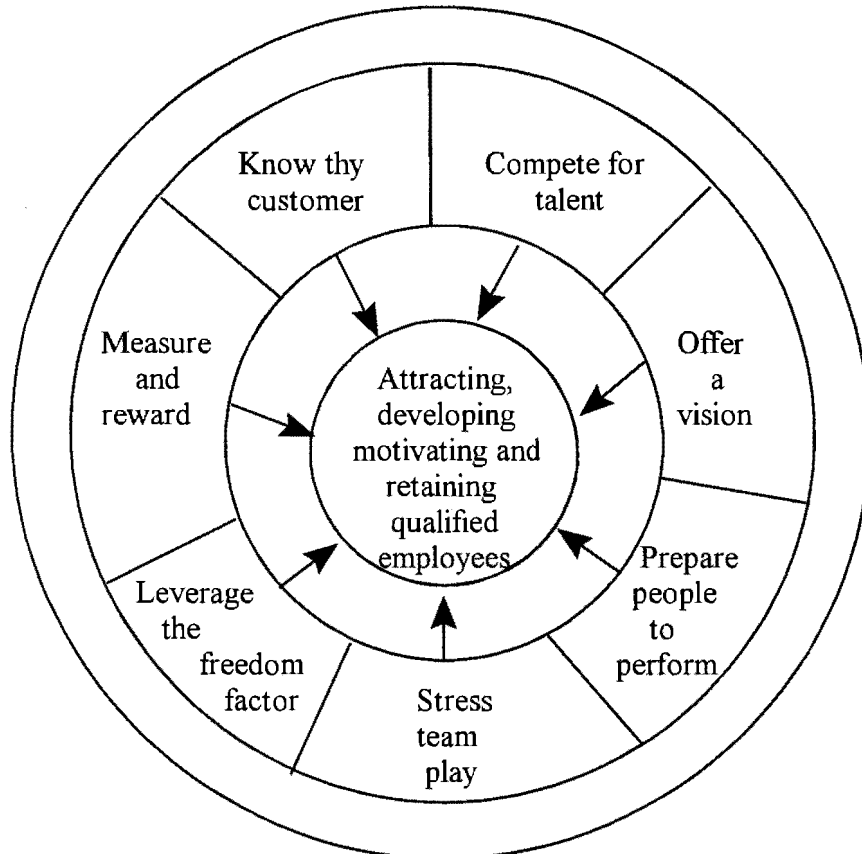 Know thy
customer
Compete for
talent
Measure
and
reward
Offer
a
vision
Attracting,
developing
motivating and
retaining
qualified
employees
Leverage
the
freedom
factor
Stress
team
play
Prepare
people
to
perform